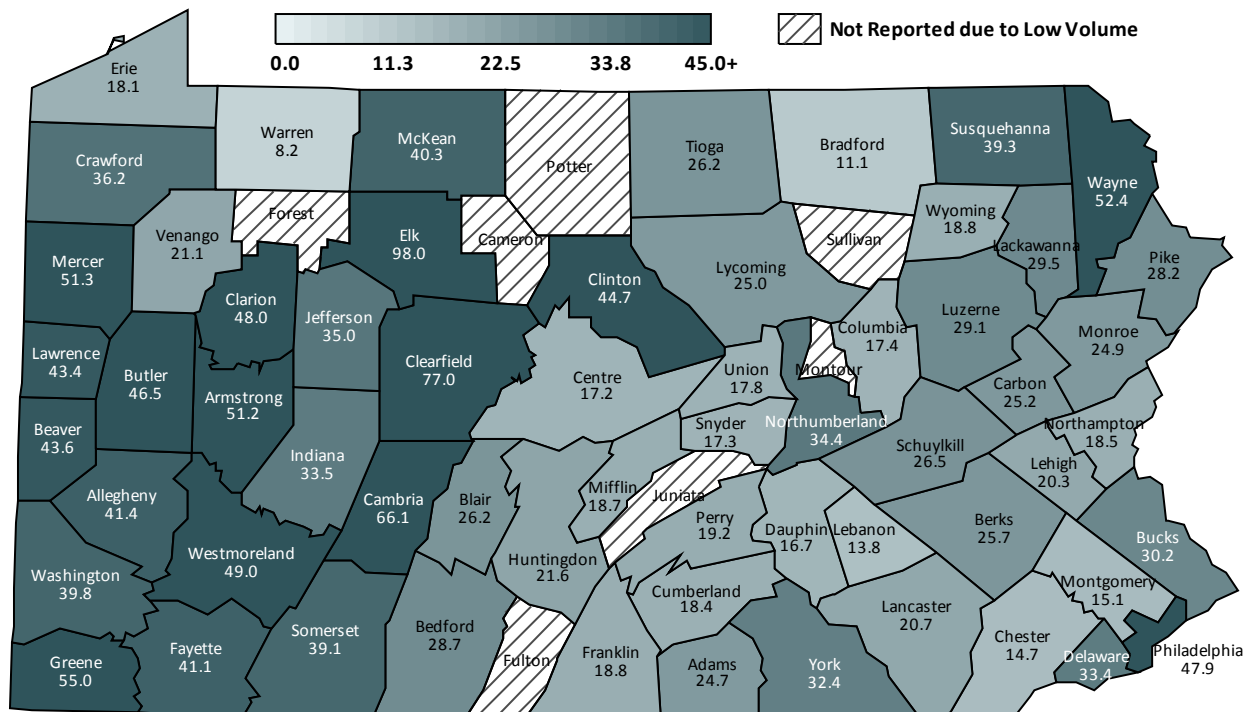 Not Reported due to Low Volume
0.0 11.3 22.5 33.8 45.0+
Erie
18.1
Warren
8.2
McKean
40.3
Potter
Tioga
26.2
Bradford
11.1
Susquehanna
39.3
Wayne
52.4
Crawford
36.2
Forest
Venango
21.1
Elk
98.0
Cameron
Sullivan
Wyoming
18.8
Lackawanna
29.5
Pike
28.2
Mercer
51.3
Clarion
48.0
Clinton
44.7
Lycoming
25.0
Jefferson
35.0
Columbia
17.4
Luzerne
29.1
Monroe
24.9
Lawrence
43.4
Butler
46.5
Clearfield
77.0
Centre
17.2
Union
17.8
Montour
Carbon
25.2
Armstrong
51.2
Beaver
43.6
Snyder
17.3
Northumberland
34.4
Schuylkill
26.5
Northampton
18.5
Indiana
33.5
Lehigh
20.3
Allegheny
41.4
Cambria
66.1
Blair
26.2
Mifflin
18.7
Juniata
Perry
19.2
Dauphin
16.7
Lebanon
13.8
Berks
25.7
Bucks
30.2
Westmoreland
49.0
Huntingdon
21.6
Washington
39.8
Cumberland
18.4
Montgomery
15.1
Lancaster
20.7
Somerset
39.1
Bedford
28.7
Fulton
Franklin
18.8
Chester
14.7
Fayette
41.1
Greene
55.0
Adams
24.7
York
32.4
Delaware
33.4
Philadelphia
47.9